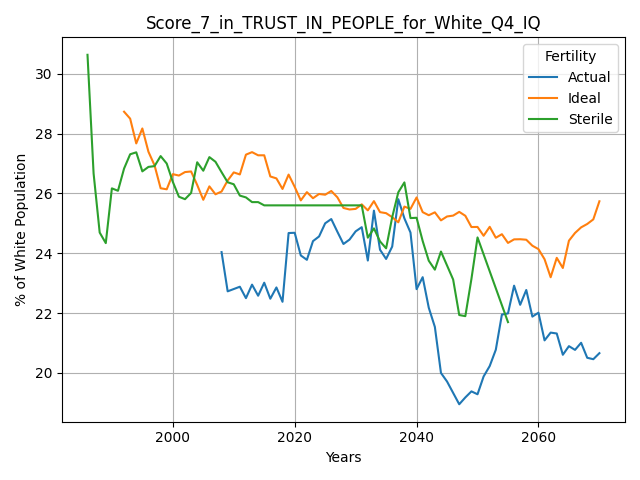 Score_7_in_TRUST_IN_PEOPLE_for_White_Q4_IQ
Fertility
Actual
Ideal
Sterile
% of White Population
30
28
26
24
22
20
2000
2020
2040
2060
Years